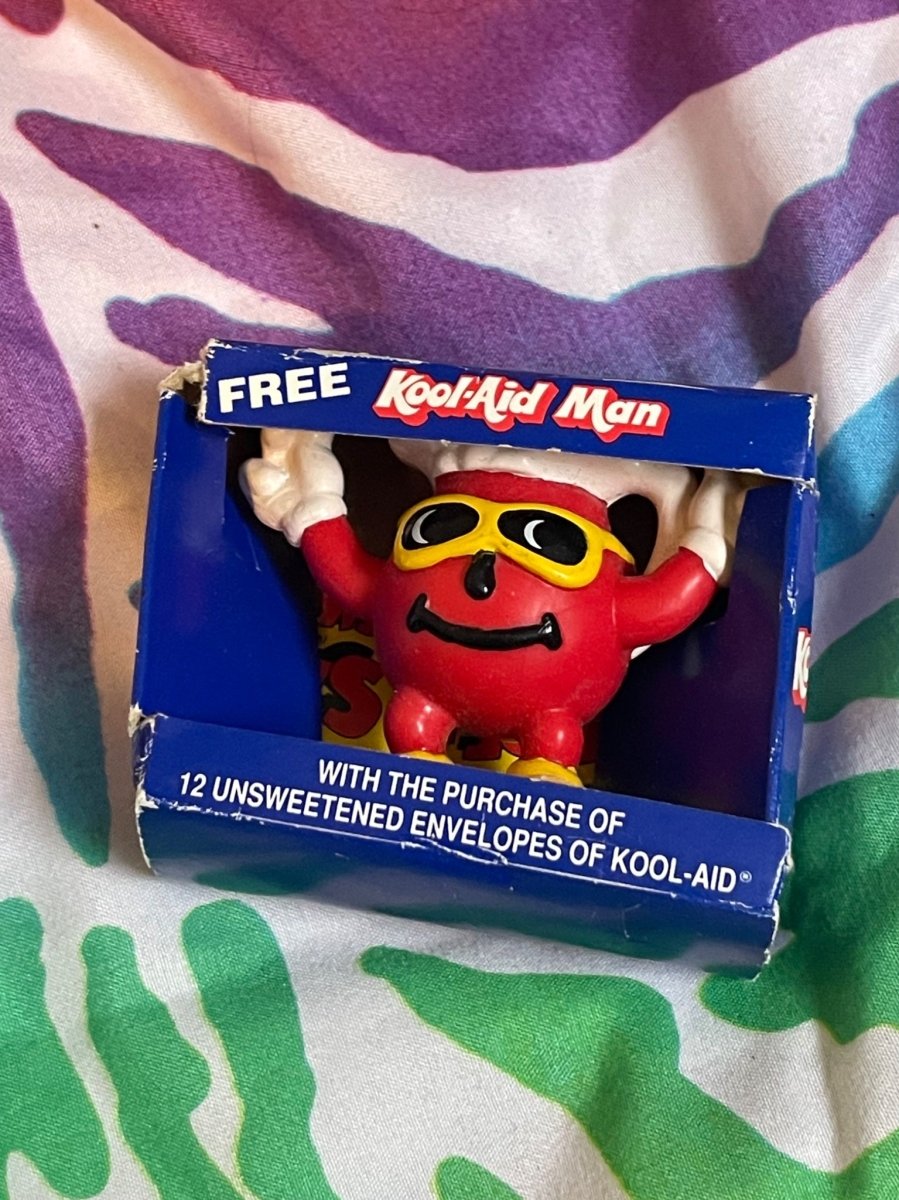 FREE Kool-Aid Man
WITH THE PURCHASE OF
12 UNSWEETENED ENVELOPES OF KOOL-AID®